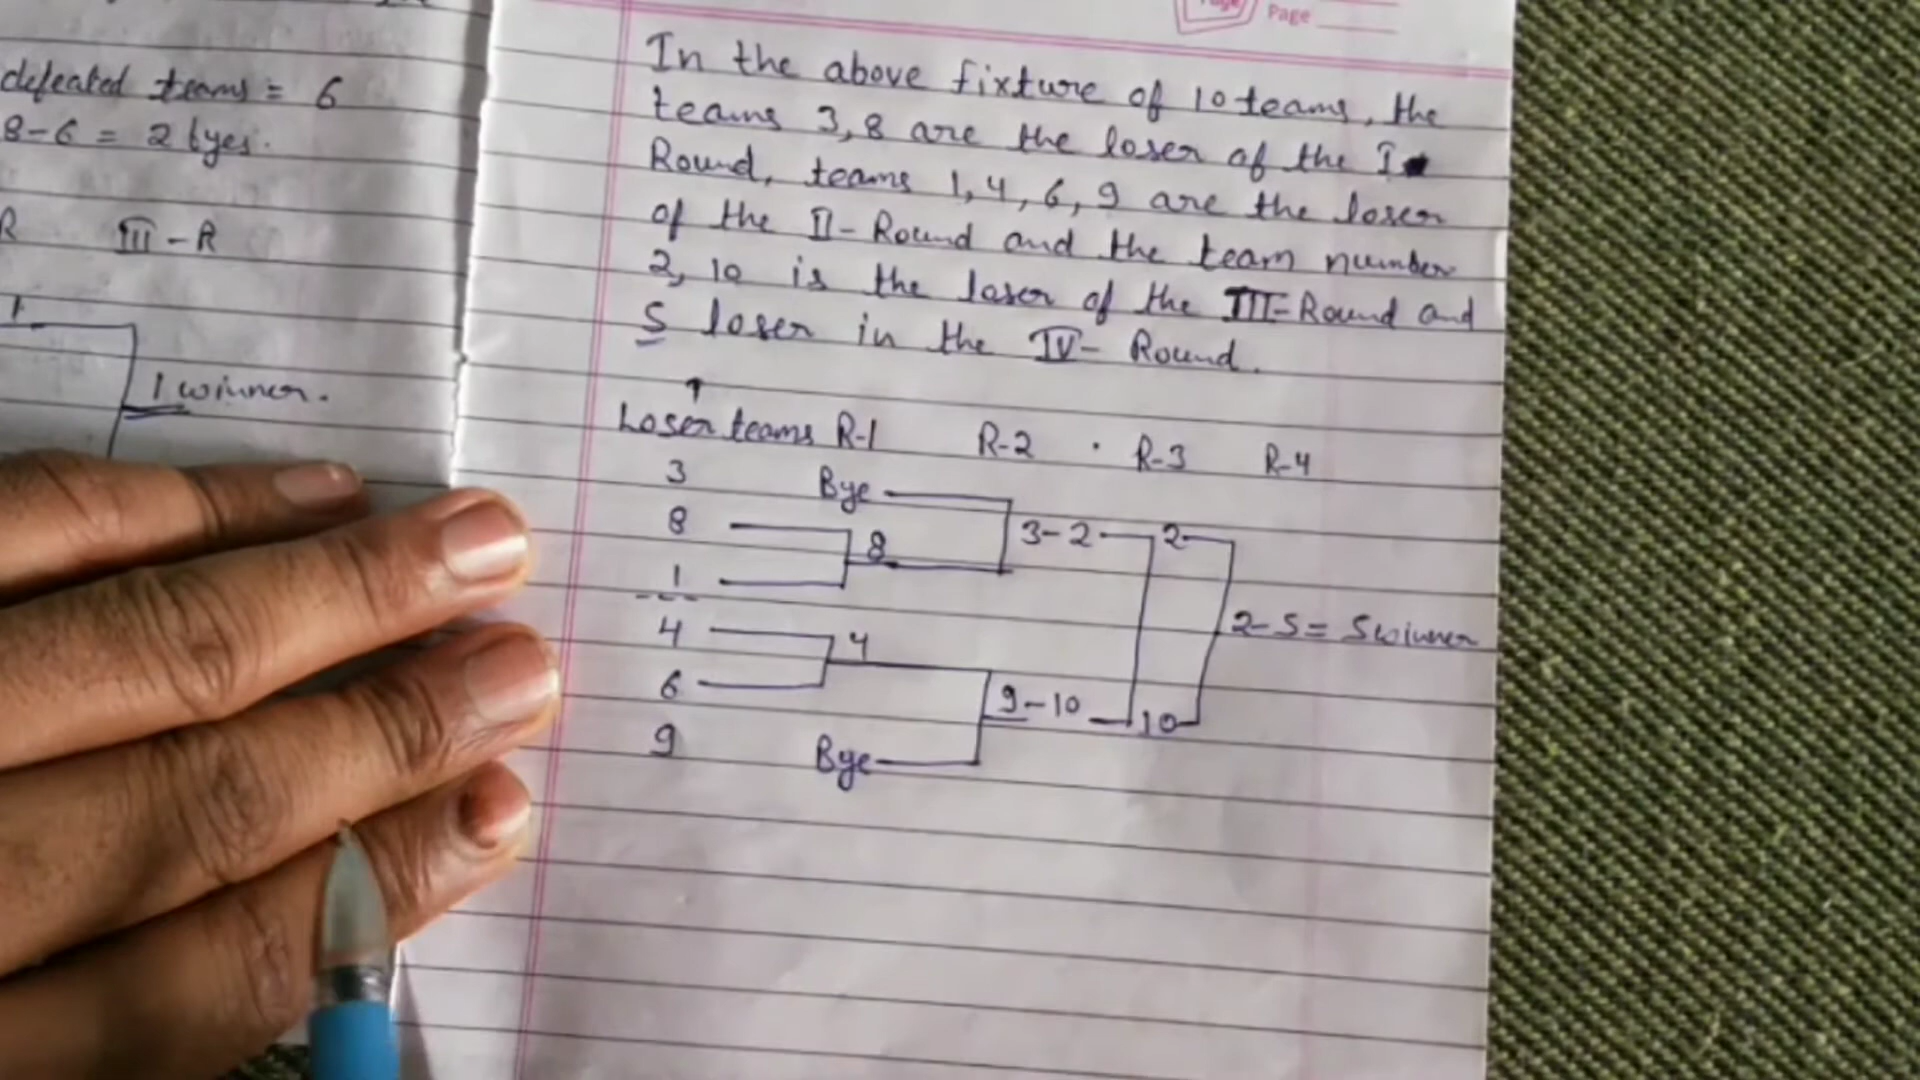 defeated teams = 6
8-6 = 2 byes.
R III - R
1
1 winner.
Page
Page
In the above fixture of 10 teams, the
teams 3, 8 are the loser of the I
Round, teams 1, 4, 6, 9 are the loser
of the II- Round and the team number
2, 10 is the loser of the III-Round and
5 loser in the IV- Round.
Loser teams R-1 R-2 R-3 R-4
3 Bye
8 8 3-2 2
1
2-5= 5 winner
4 4
6 9-10 10
9 Bye